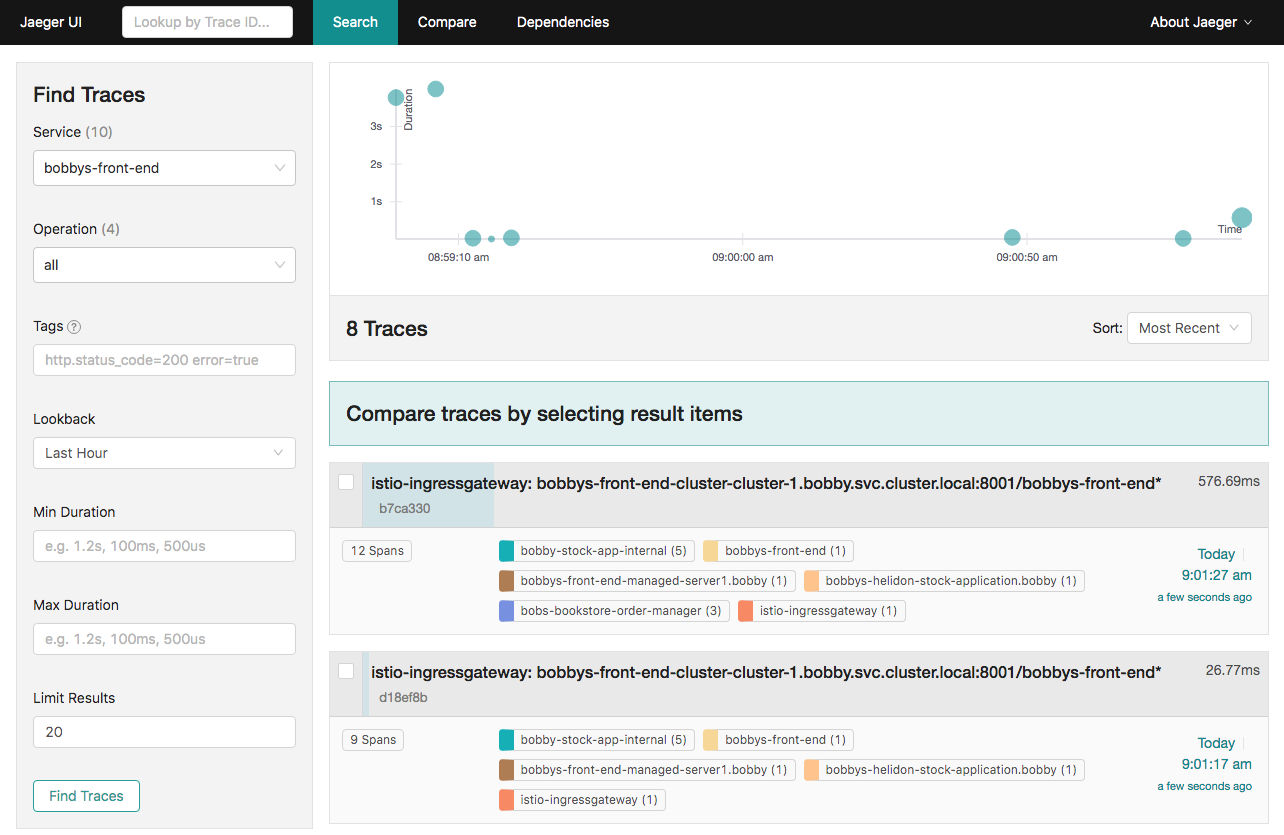 Jaeger UI Lookup by Trace ID... Search Compare Dependencies About Jaeger
Find Traces
Service (10)
bobbys-front-end
Operation (4)
all
Tags ?
http.status_code=200 error=true
Lookback
Last Hour
Min Duration
e.g. 1.2s, 100ms, 500us
Max Duration
e.g. 1.2s, 100ms, 500us
Limit Results
20
Find Traces
Duration
3s
2s
1s
Time
08:59:10 am 09:00:00 am 09:00:50 am
8 Traces Sort: Most Recent
Compare traces by selecting result items
istio-ingressgateway: bobbys-front-end-cluster-cluster-1.bobby.svc.cluster.local:8001/bobbys-front-end* 576.69ms
b7ca330
12 Spans bobby-stock-app-internal (5) bobbys-front-end (1) Today
bobbys-front-end-managed-server1.bobby (1) bobbys-helidon-stock-application.bobby (1) 9:01:27 am
bobs-bookstore-order-manager (3) istio-ingressgateway (1) a few seconds ago
istio-ingressgateway: bobbys-front-end-cluster-cluster-1.bobby.svc.cluster.local:8001/bobbys-front-end* 26.77ms
d18ef8b
9 Spans bobby-stock-app-internal (5) bobbys-front-end (1) Today
bobbys-front-end-managed-server1.bobby (1) bobbys-helidon-stock-application.bobby (1) 9:01:17 am
istio-ingressgateway (1) a few seconds ago